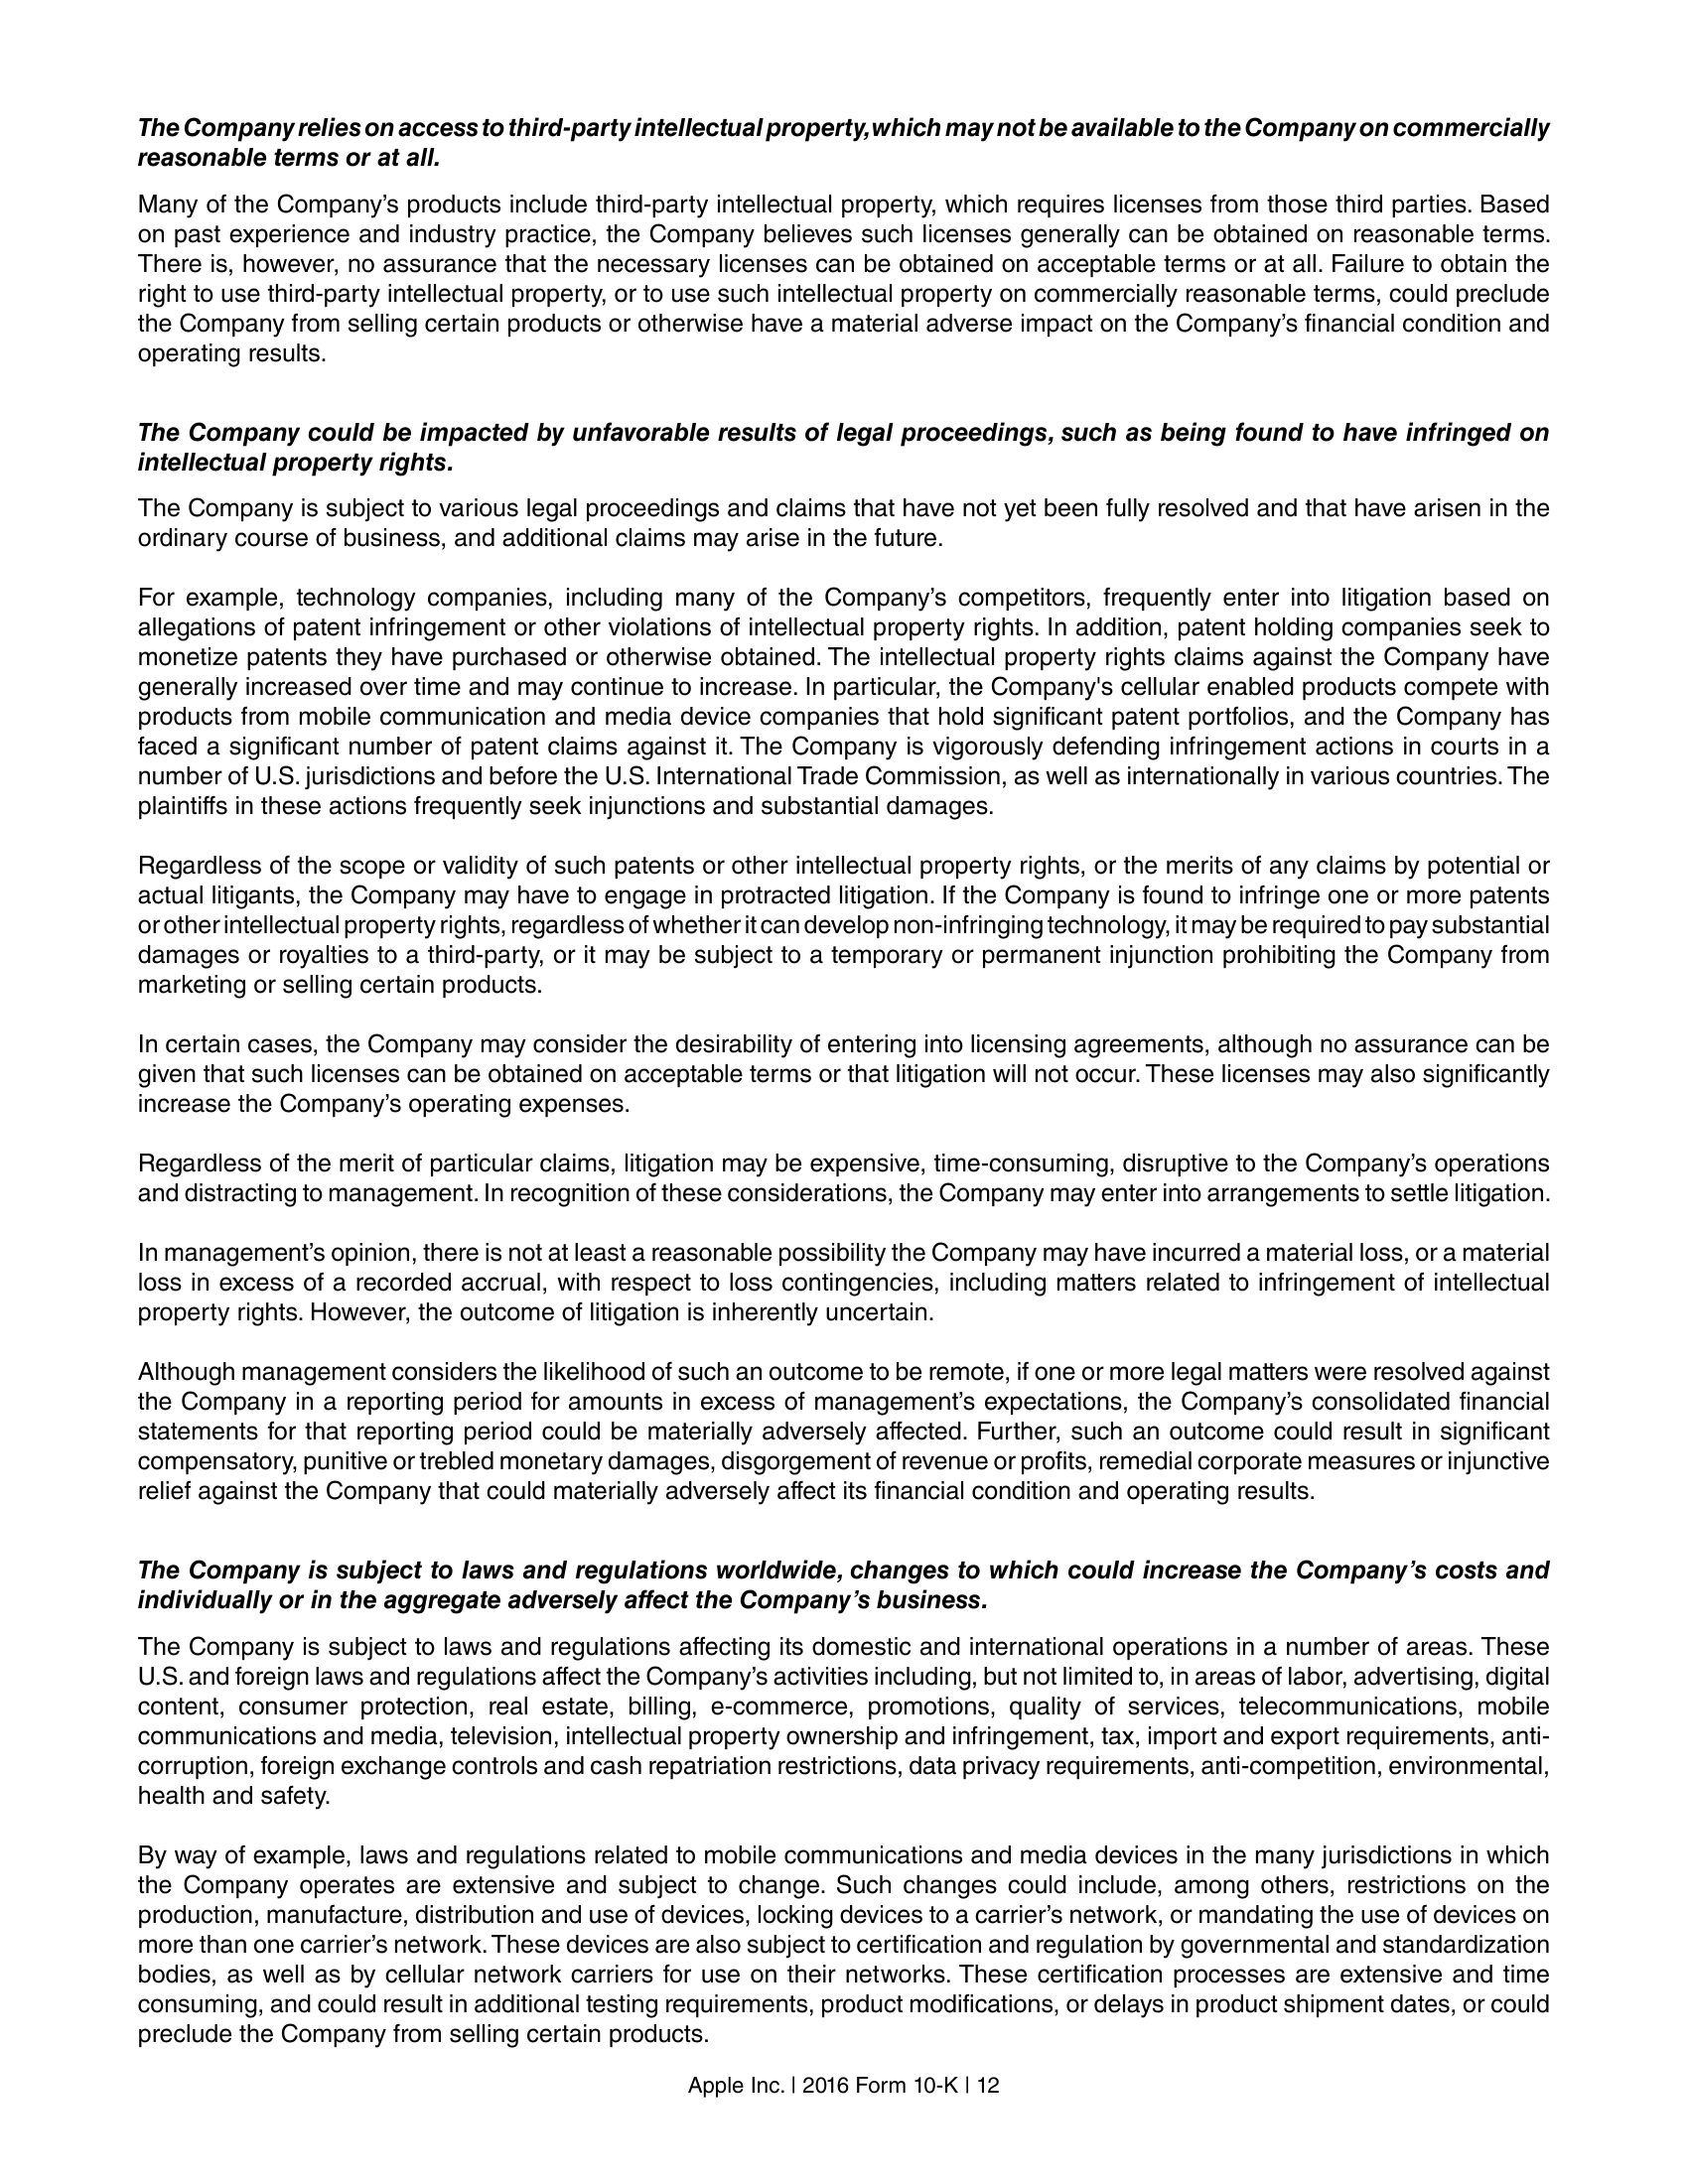 The Company relies on access to third-party intellectual property, which may not be available to the Company on commercially
reasonable terms or at all.
Many of the Company’s products include third-party intellectual property, which requires licenses from those third parties. Based
on past experience and industry practice, the Company believes such licenses generally can be obtained on reasonable terms.
There is, however, no assurance that the necessary licenses can be obtained on acceptable terms or at all. Failure to obtain the
right to use third-party intellectual property, or to use such intellectual property on commercially reasonable terms, could preclude
the Company from selling certain products or otherwise have a material adverse impact on the Company’s financial condition and
operating results.
The Company could be impacted by unfavorable results of legal proceedings, such as being found to have infringed on
intellectual property rights.
The Company is subject to various legal proceedings and claims that have not yet been fully resolved and that have arisen in the
ordinary course of business, and additional claims may arise in the future.
For example, technology companies, including many of the Company’s competitors, frequently enter into litigation based on
allegations of patent infringement or other violations of intellectual property rights. In addition, patent holding companies seek to
monetize patents they have purchased or otherwise obtained. The intellectual property rights claims against the Company have
generally increased over time and may continue to increase. In particular, the Company's cellular enabled products compete with
products from mobile communication and media device companies that hold significant patent portfolios, and the Company has
faced a significant number of patent claims against it. The Company is vigorously defending infringement actions in courts in a
number of U.S. jurisdictions and before the U.S. International Trade Commission, as well as internationally in various countries. The
plaintiffs in these actions frequently seek injunctions and substantial damages.
Regardless of the scope or validity of such patents or other intellectual property rights, or the merits of any claims by potential or
actual litigants, the Company may have to engage in protracted litigation. If the Company is found to infringe one or more patents
or other intellectual property rights, regardless of whether it can develop non-infringing technology, it may be required to pay substantial
damages or royalties to a third-party, or it may be subject to a temporary or permanent injunction prohibiting the Company from
marketing or selling certain products.
In certain cases, the Company may consider the desirability of entering into licensing agreements, although no assurance can be
given that such licenses can be obtained on acceptable terms or that litigation will not occur. These licenses may also significantly
increase the Company’s operating expenses.
Regardless of the merit of particular claims, litigation may be expensive, time-consuming, disruptive to the Company’s operations
and distracting to management. In recognition of these considerations, the Company may enter into arrangements to settle litigation.
In management’s opinion, there is not at least a reasonable possibility the Company may have incurred a material loss, or a material
loss in excess of a recorded accrual, with respect to loss contingencies, including matters related to infringement of intellectual
property rights. However, the outcome of litigation is inherently uncertain.
Although management considers the likelihood of such an outcome to be remote, if one or more legal matters were resolved against
the Company in a reporting period for amounts in excess of management’s expectations, the Company’s consolidated financial
statements for that reporting period could be materially adversely affected. Further, such an outcome could result in significant
compensatory, punitive or trebled monetary damages, disgorgement of revenue or profits, remedial corporate measures or injunctive
relief against the Company that could materially adversely affect its financial condition and operating results.
The Company is subject to laws and regulations worldwide, changes to which could increase the Company’s costs and
individually or in the aggregate adversely affect the Company’s business.
The Company is subject to laws and regulations affecting its domestic and international operations in a number of areas. These
U.S. and foreign laws and regulations affect the Company’s activities including, but not limited to, in areas of labor, advertising, digital
content, consumer protection, real estate, billing, e-commerce, promotions, quality of services, telecommunications, mobile
communications and media, television, intellectual property ownership and infringement, tax, import and export requirements, anti-
corruption, foreign exchange controls and cash repatriation restrictions, data privacy requirements, anti-competition, environmental,
health and safety.
By way of example, laws and regulations related to mobile communications and media devices in the many jurisdictions in which
the Company operates are extensive and subject to change. Such changes could include, among others, restrictions on the
production, manufacture, distribution and use of devices, locking devices to a carrier’s network, or mandating the use of devices on
more than one carrier’s network. These devices are also subject to certification and regulation by governmental and standardization
bodies, as well as by cellular network carriers for use on their networks. These certification processes are extensive and time
consuming, and could result in additional testing requirements, product modifications, or delays in product shipment dates, or could
preclude the Company from selling certain products.
Apple Inc. | 2016 Form 10-K | 12